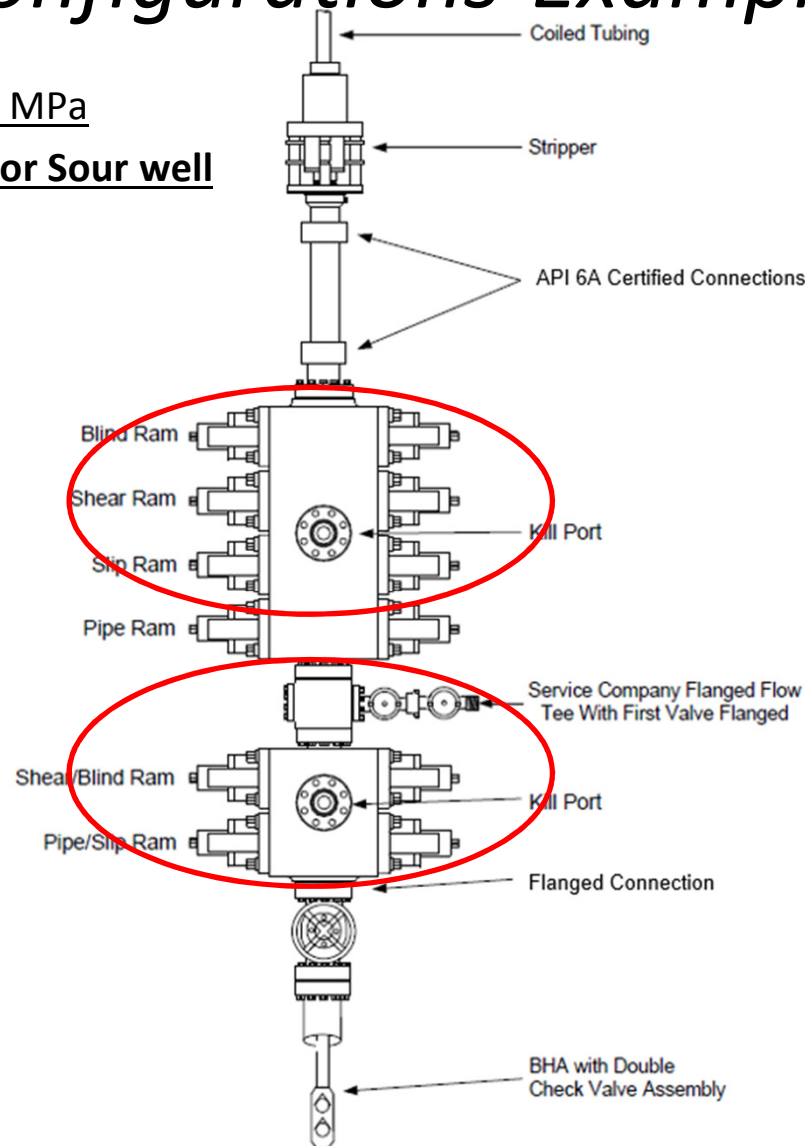 Coiled Tubing
MPa
Stripper
or Sour well
API 6A Certified Connections
Blind Ram
Shear Ram
Kill Port
Slip Ram
Pipe Ram
Service Company Flanged Flow
Tee With First Valve Flanged
Shear/Blind Ram
Kill Port
Pipe/Slip Ram
Flanged Connection
BHA with Double
Check Valve Assembly